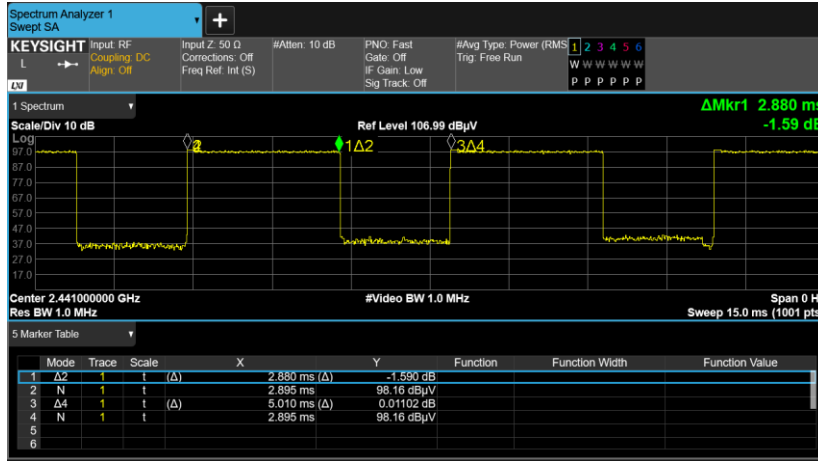 Spectrum Analyzer 1
Swept SA
+
KEYSIGHT Input: RF Input Z: 50 Ω #Atten: 10 dB PNO: Fast #Avg Type: Power (RMS 1 2 3 4 5 6
L Coupling: DC Corrections: Off Gate: Off Trig: Free Run W W W W W W
Align: Off Freq Ref: Int (S) IF Gain: Low
LXI Sig Track: Off P P P P P P
1 Spectrum ΔMkr1 2.880 ms
Scale/Div 10 dB Ref Level 106.99 dBµV -1.59 dB
Log
97.0 1Δ2 3Δ4
87.0
77.0
67.0
57.0
47.0
37.0
27.0
17.0
Center 2.441000000 GHz #Video BW 1.0 MHz Span 0 H
Res BW 1.0 MHz Sweep 15.0 ms (1001 pts
5 Marker Table
Mode Trace Scale X Y Function Function Width Function Value
1 Δ2 1 t (Δ) 2.880 ms (Δ) -1.590 dB
2 N 1 t 2.895 ms 98.16 dBµV
3 Δ4 1 t (Δ) 5.010 ms (Δ) 0.01102 dB
4 N 1 t 2.895 ms 98.16 dBµV
5
6